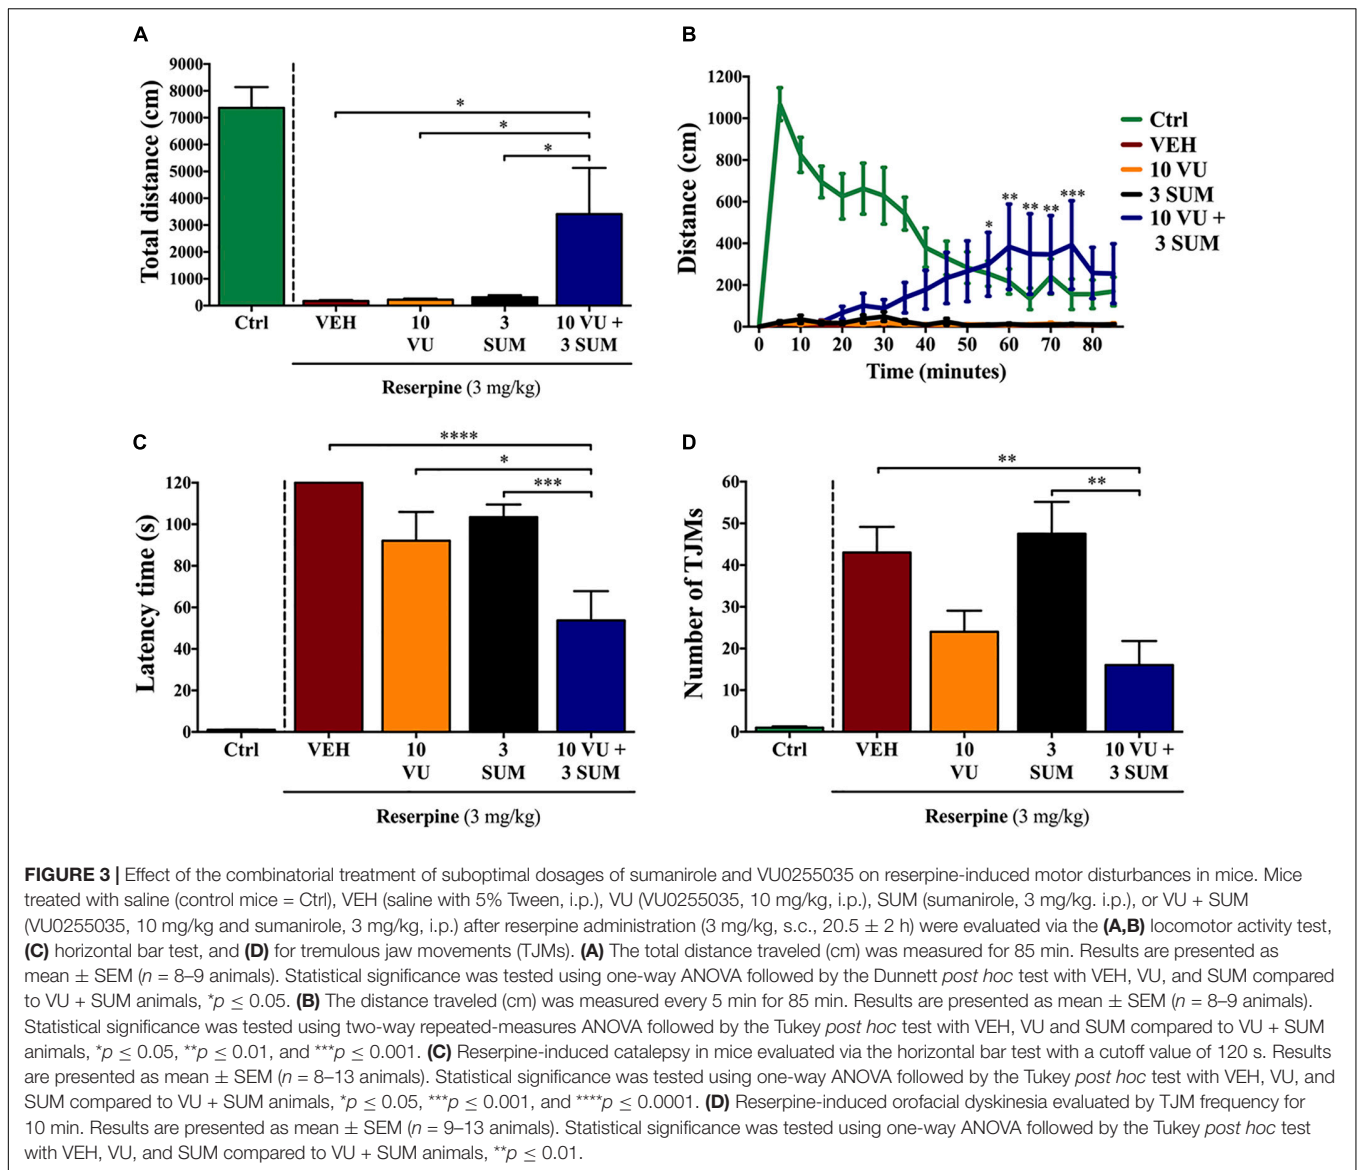 A
Total distance (cm)
9000
8000
7000
6000
5000
4000
3000
2000
1000
0
*
*
*
Ctrl
VEH
10
VU
3
SUM
10 VU +
3 SUM
Reserpine (3 mg/kg)
B
Distance (cm)
1200
1000
800
600
400
200
0
*
**
**
**
***
0
10
20
30
40
50
60
70
80
Time (minutes)
Ctrl
VEH
10 VU
3 SUM
10 VU +
3 SUM
C
Latency time (s)
120
100
80
60
40
20
0
****
*
***
Ctrl
VEH
10
VU
3
SUM
10 VU +
3 SUM
Reserpine (3 mg/kg)
D
Number of TJMs
60
50
40
30
20
10
0
**
**
Ctrl
VEH
10
VU
3
SUM
10 VU +
3 SUM
Reserpine (3 mg/kg)
FIGURE 3 | Effect of the combinatorial treatment of suboptimal dosages of sumanirole and VU0255035 on reserpine-induced motor disturbances in mice. Mice
treated with saline (control mice = Ctrl), VEH (saline with 5% Tween, i.p.), VU (VU0255035, 10 mg/kg, i.p.), SUM (sumanirole, 3 mg/kg. i.p.), or VU + SUM
(VU0255035, 10 mg/kg and sumanirole, 3 mg/kg, i.p.) after reserpine administration (3 mg/kg, s.c., 20.5 ± 2 h) were evaluated via the (A,B) locomotor activity test,
(C) horizontal bar test, and (D) for tremulous jaw movements (TJMs). (A) The total distance traveled (cm) was measured for 85 min. Results are presented as
mean ± SEM (n = 8–9 animals). Statistical significance was tested using one-way ANOVA followed by the Dunnett post hoc test with VEH, VU, and SUM compared
to VU + SUM animals, *p ≤ 0.05. (B) The distance traveled (cm) was measured every 5 min for 85 min. Results are presented as mean ± SEM (n = 8–9 animals).
Statistical significance was tested using two-way repeated-measures ANOVA followed by the Tukey post hoc test with VEH, VU and SUM compared to VU + SUM
animals, *p ≤ 0.05, **p ≤ 0.01, and ***p ≤ 0.001. (C) Reserpine-induced catalepsy in mice evaluated via the horizontal bar test with a cutoff value of 120 s. Results
are presented as mean ± SEM (n = 8–13 animals). Statistical significance was tested using one-way ANOVA followed by the Tukey post hoc test with VEH, VU, and
SUM compared to VU + SUM animals, *p ≤ 0.05, ***p ≤ 0.001, and ****p ≤ 0.0001. (D) Reserpine-induced orofacial dyskinesia evaluated by TJM frequency for
10 min. Results are presented as mean ± SEM (n = 9–13 animals). Statistical significance was tested using one-way ANOVA followed by the Tukey post hoc test
with VEH, VU, and SUM compared to VU + SUM animals, **p ≤ 0.01.